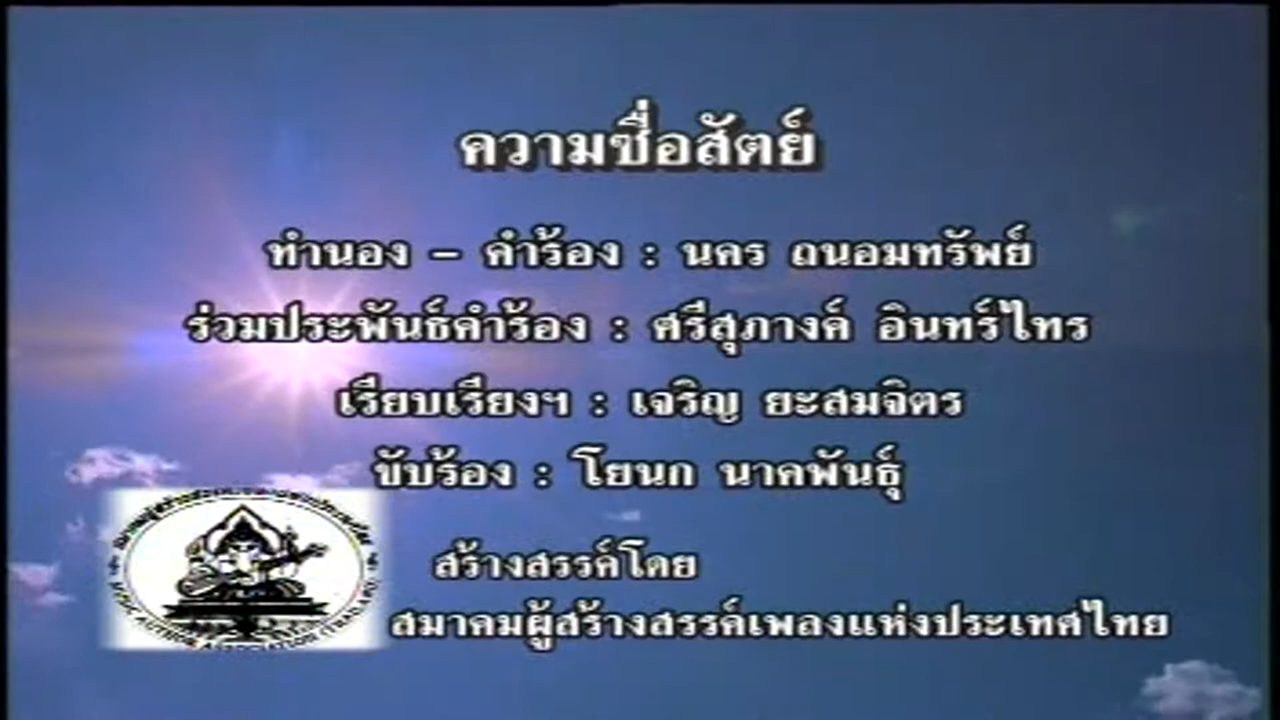 ความซื่อสัตย์
ทำนอง - คำร้อง : นคร ถนอมทรัพย์
ร่วมประพันธ์คำร้อง : ศรีสุภางค์ อินทร์ไทร
เรียบเรียงฯ : เจริญ ยะสมจิตร
ขับร้อง : โยนก นาคพันธุ์
สร้างสรรค์โดย
สมาคมผู้สร้างสรรค์เพลงแห่งประเทศไทย